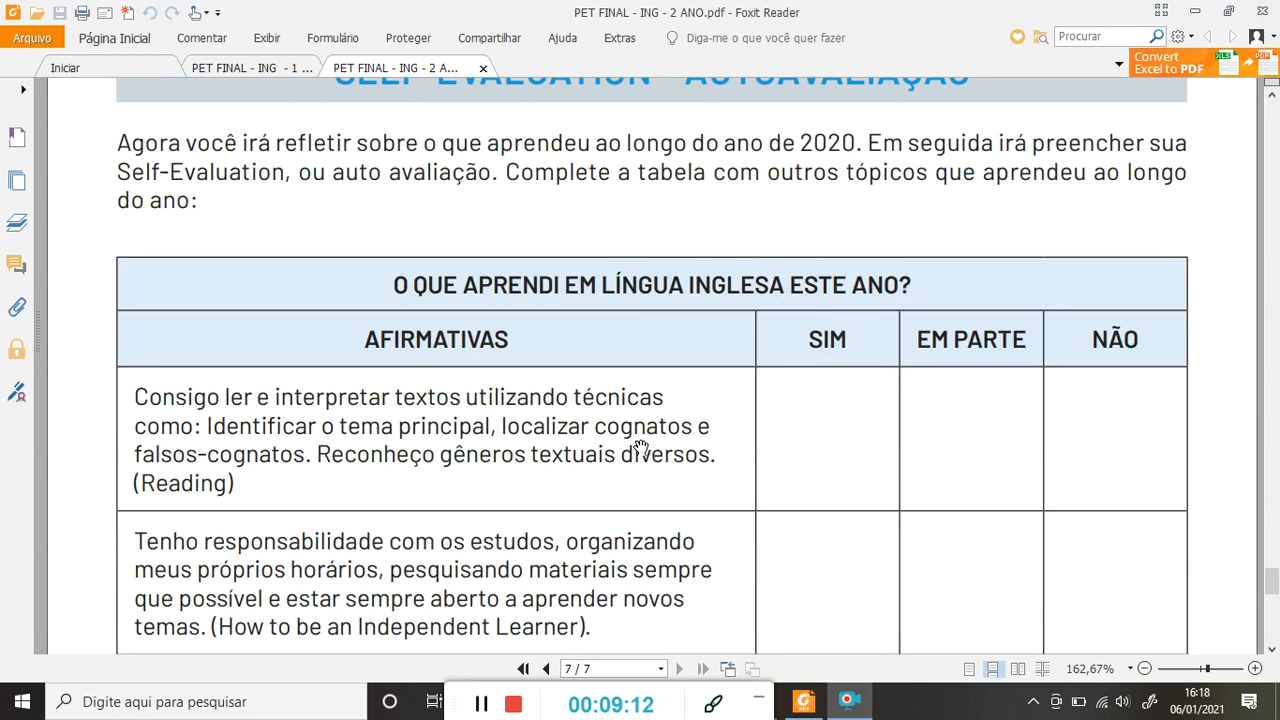 PET FINAL - ING - 2 ANO.pdf - Foxit Reader
Arquivo Página Inicial Comentar Exibir Formulário Proteger Compartilhar Ajuda Extras Diga-me o que você quer fazer Procurar
Iniciar PET FINAL - ING - 1 ... PET FINAL - ING - 2 A... Convert
Excel to PDF
SELF-EVALUATION - AUTOAVALIAÇÃO
Agora você irá refletir sobre o que aprendeu ao longo do ano de 2020. Em seguida irá preencher sua
Self-Evaluation, ou auto avaliação. Complete a tabela com outros tópicos que aprendeu ao longo
do ano:
O QUE APRENDI EM LÍNGUA INGLESA ESTE ANO?
AFIRMATIVAS SIM EM PARTE NÃO
Consigo ler e interpretar textos utilizando técnicas
como: Identificar o tema principal, localizar cognatos e
falsos-cognatos. Reconheço gêneros textuais diversos.
(Reading)
Tenho responsabilidade com os estudos, organizando
meus próprios horários, pesquisando materiais sempre
que possível e estar sempre aberto a aprender novos
temas. (How to be an Independent Learner).
7 / 7 162,67%
Digite aqui para pesquisar 00:09:12 16:18
06/01/2021